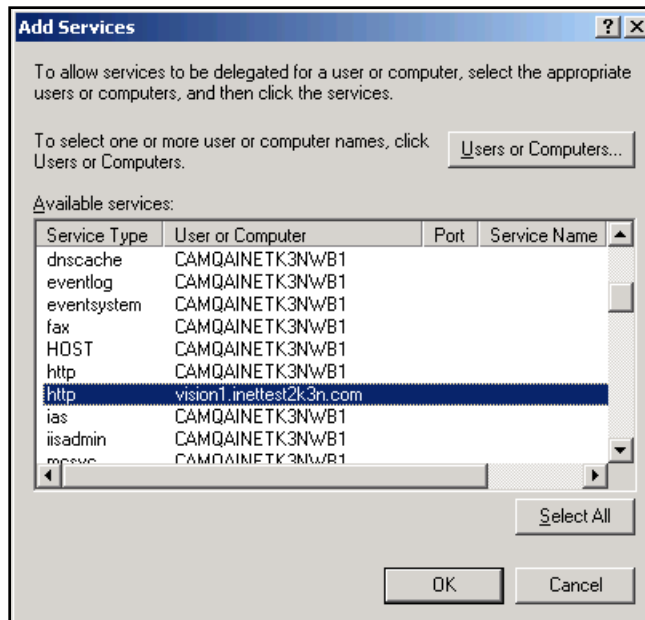 Add Services
To allow services to be delegated for a user or computer, select the appropriate
users or computers, and then click the services.
To select one or more user or computer names, click
Users or Computers.
Users or Computers...
Available services:
Service Type User or Computer Port Service Name
dnscache CAMQAINETK3NWB1
eventlog CAMQAINETK3NWB1
eventsystem CAMQAINETK3NWB1
fax CAMQAINETK3NWB1
HOST CAMQAINETK3NWB1
http CAMQAINETK3NWB1
http vision1.inettest2k3n.com
ias CAMQAINETK3NWB1
iisadmin CAMQAINETK3NWB1
CAMQAINETK3NWB1
Select All
OK Cancel